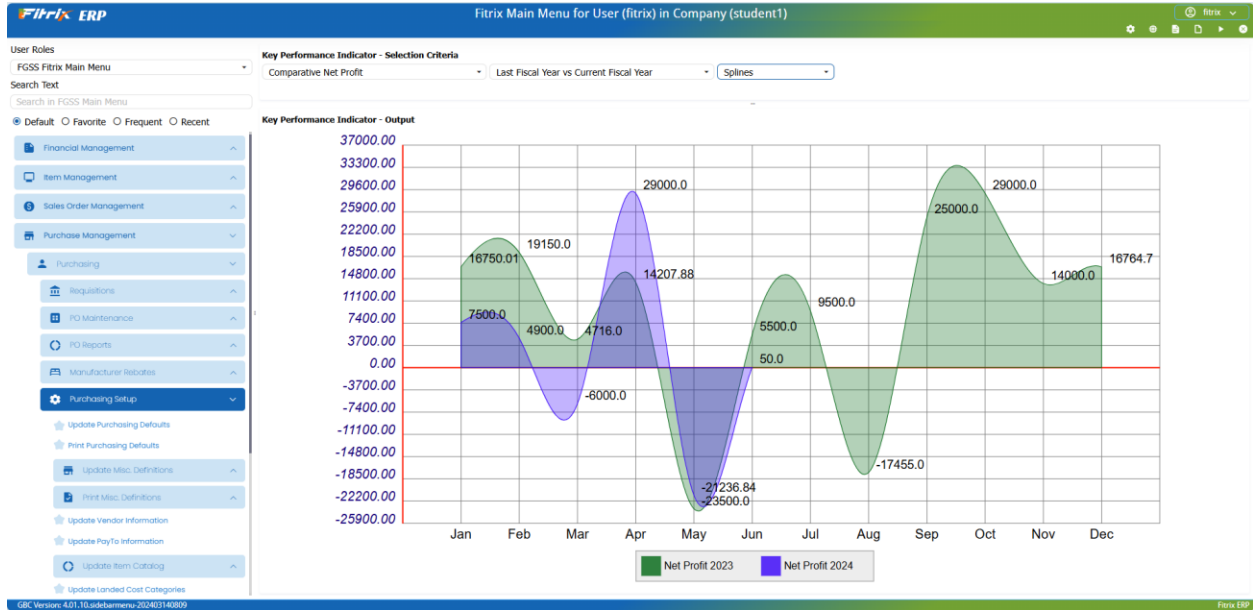 Fitrix ERP
Fitrix Main Menu for User (fitrix) in Company (student1)
fitrix
User Roles
FGSS Fitrix Main Menu
Search Text
Search in FGSS Main Menu
Default Favorite Frequent Recent
Financial Management
Item Management
Sales Order Management
Purchase Management
Purchasing
Requisitions
PO Maintenance
PO Reports
Manufacturer Rebates
Purchasing Setup
Update Purchasing Defaults
Print Purchasing Defaults
Update Misc. Definitions
Print Misc. Definitions
Update Vendor Information
Update PayTo Information
Update Item Catalog
Update Landed Cost Categories
Key Performance Indicator - Selection Criteria
Comparative Net Profit Last Fiscal Year vs Current Fiscal Year Splines
Key Performance Indicator - Output
37000.00
33300.00
29600.00
25900.00
22200.00
18500.00
14800.00
11100.00
7400.00
3700.00
0.00
-3700.00
-7400.00
-11100.00
-14800.00
-18500.00
-22200.00
-25900.00
16750.01
19150.0
4716.0
14207.88
-23500.0
5500.0
9500.0
-17455.0
25000.0
29000.0
14000.0
16764.7
7500.0
4900.0
-6000.0
29000.0
-21236.84
50.0
Jan Feb Mar Apr May Jun Jul Aug Sep Oct Nov Dec
Net Profit 2023 Net Profit 2024
GBC Version: 4.01.10.sidebarmenu-202403140809
Fitrix ERP